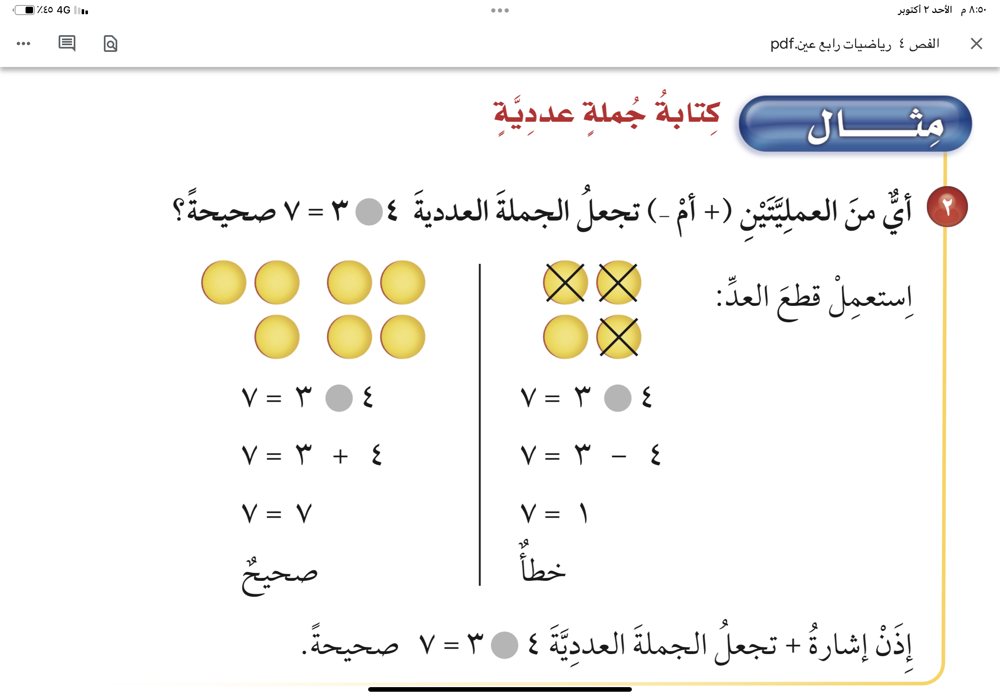 ٨:٥٠ م الأحد ٢ أكتوبر
4G ٪٤٥
الفص ٤ رياضيات رابع عين.pdf
مِثـــال كِتابةُ جُملةٍ عددِيَّةٍ
٢ أيٌّ منَ العملِيَّتَيْنِ (+ أمْ –) تجعلُ الجملةَ العدديةَ ٤ ● ٣ = ٧ صحيحةً؟
اِستعمِلْ قطعَ العدِّ:
٤ ● ٣ = ٧
٤ – ٣ = ٧
١ = ٧
خطأٌ
٤ ● ٣ = ٧
٤ + ٣ = ٧
٧ = ٧
صحيحٌ
إِذَنْ إشارةُ + تجعلُ الجملةَ العددِيَّةَ ٤ ● ٣ = ٧ صحيحةً.